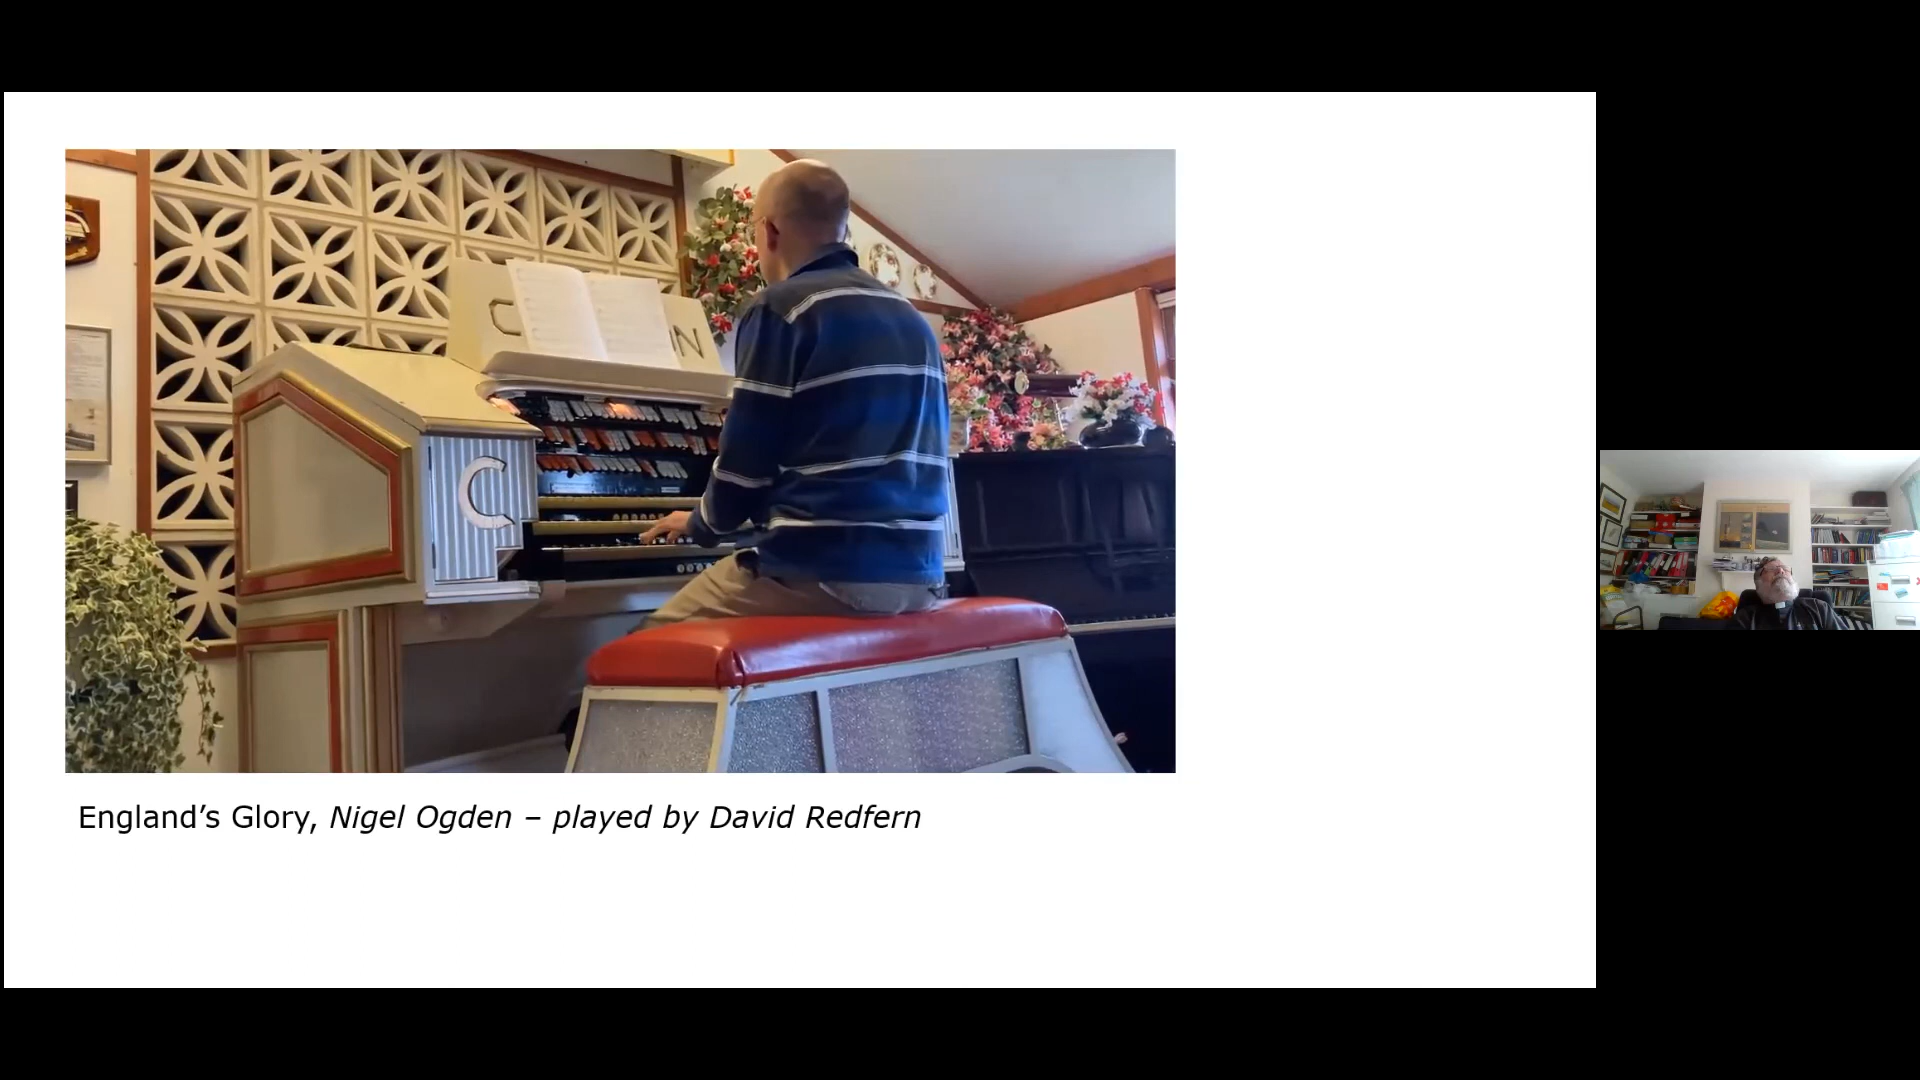 C N
C
England’s Glory, Nigel Ogden – played by David Redfern